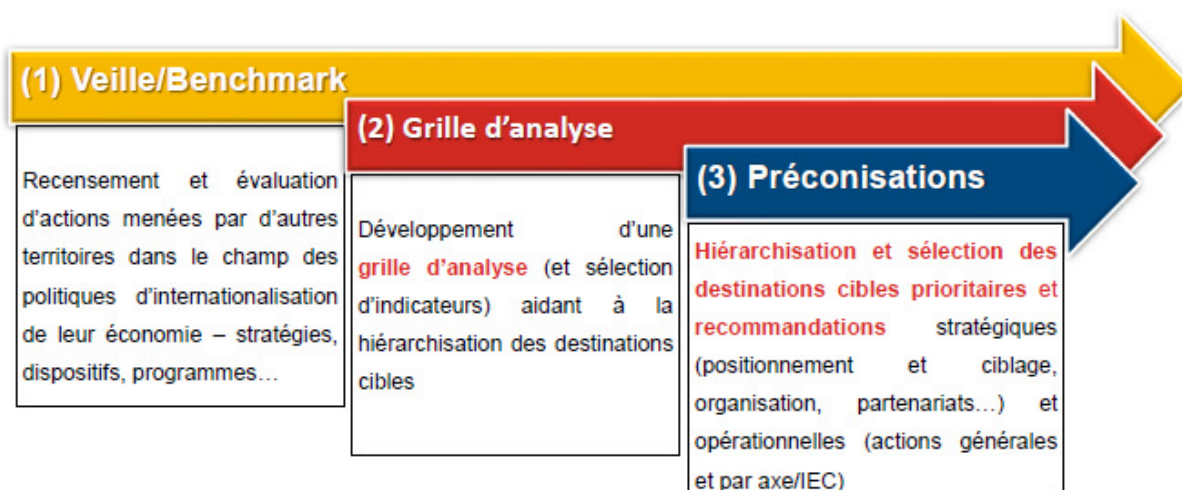 (1) Veille/Benchmark
Recensement et évaluation
d’actions menées par d’autres
territoires dans le champ des
politiques d’internationalisation
de leur économie – stratégies,
dispositifs, programmes…
(2) Grille d’analyse
Développement d’une
grille d’analyse (et sélection
d’indicateurs) aidant à la
hiérarchisation des destinations
cibles
(3) Préconisations
Hiérarchisation et sélection des
destinations cibles prioritaires et
recommandations stratégiques
(positionnement et ciblage,
organisation, partenariats…) et
opérationnelles (actions générales
et par axe/IEC)